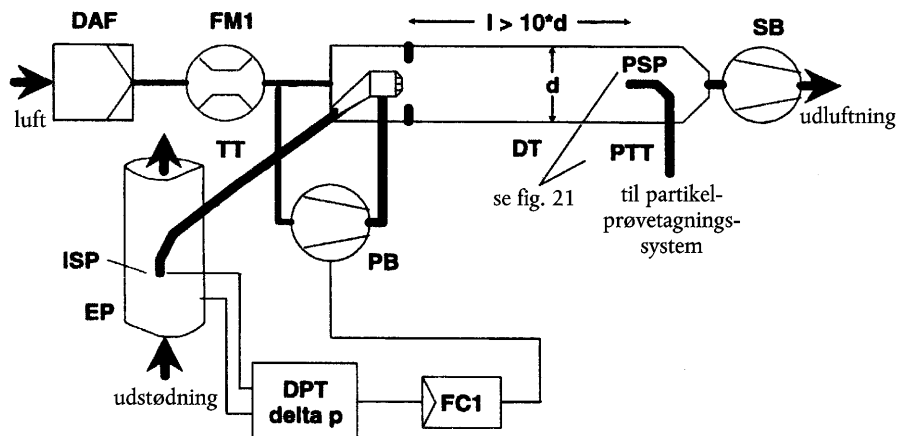 DAF
FM1
l > 10*d
SB
PSP
d
luft
udluftning
TT
DT
PTT
se fig. 21
til partikel-
prøvetagnings-
system
ISP
PB
EP
udstødning
DPT
delta p
FC1